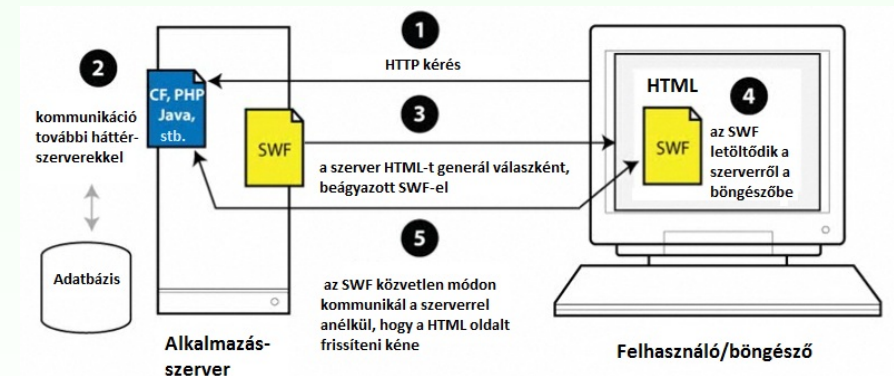 1
HTTP kérés
2
kommunikáció
további háttér-
szerverekkel
CF, PHP
Java,
stb.
SWF
3
a szerver HTML-t generál válaszként,
beágyazott SWF-el
HTML
4
SWF
az SWF
letöltődik a
szerverről a
böngészőbe
5
az SWF közvetlen módon
kommunikál a szerverrel
anélkül, hogy a HTML oldalt
frissíteni kéne
Adatbázis
Alkalmazás-
szerver
Felhasználó/böngésző